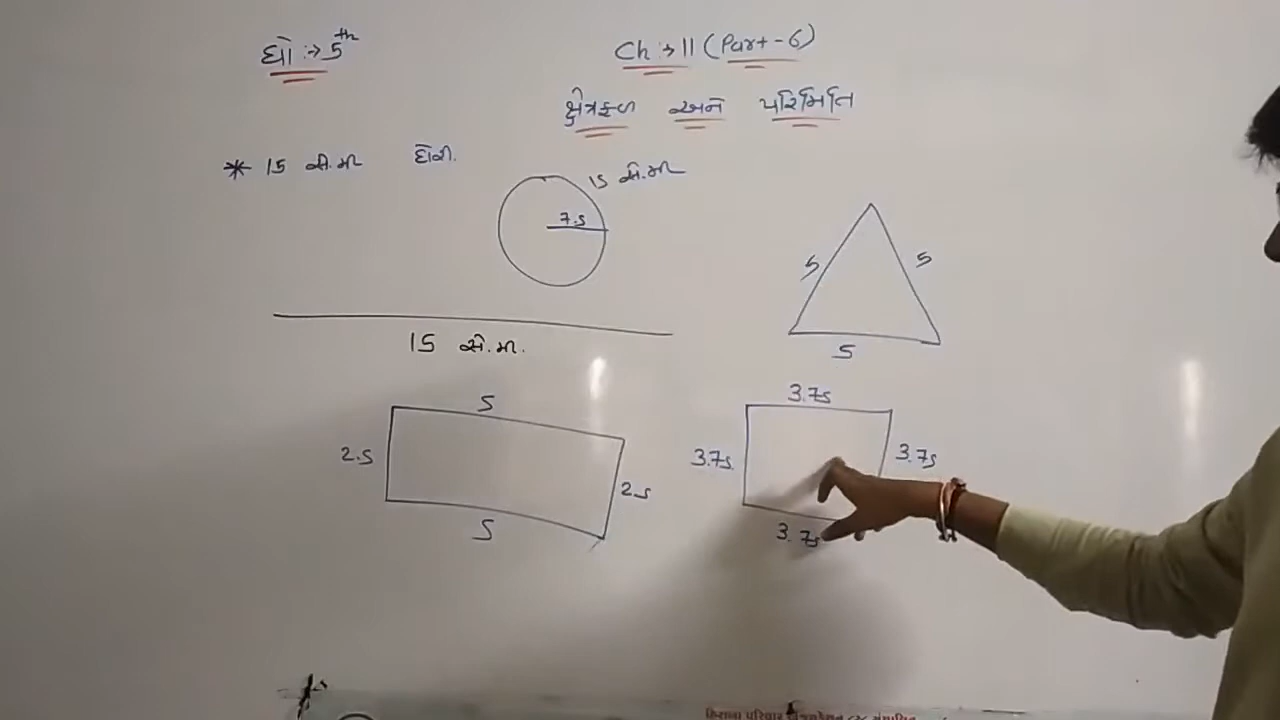 ધો :→ 5th
Ch :→ 11 (Part - 6)
ક્ષેત્રફળ અને પરિમિતિ
* 15 સે.મી દોરી.
15 સે.મી
7.5
5
5
5
15 સે.મી.
5
2.5
2.5
5
3.75
3.75
3.75
3.75